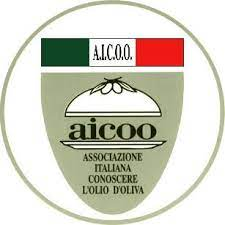 A.I.C.O.O.
aicoo
ASSOCIAZIONE
ITALIANA
CONOSCERE
L'OLIO D'OLIVA